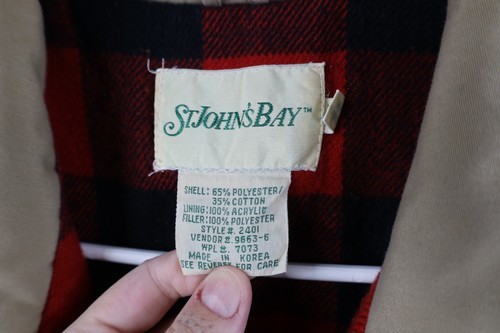 St. John's Bay™
SHELL: 65% POLYESTER/
35% COTTON
LINING: 100% ACRYLIC
FILLER: 100% POLYESTER
STYLE #. 2401
VENDOR #. 9663-6
WPL #. 7073
MADE IN KOREA
SEE REVERSE FOR CARE